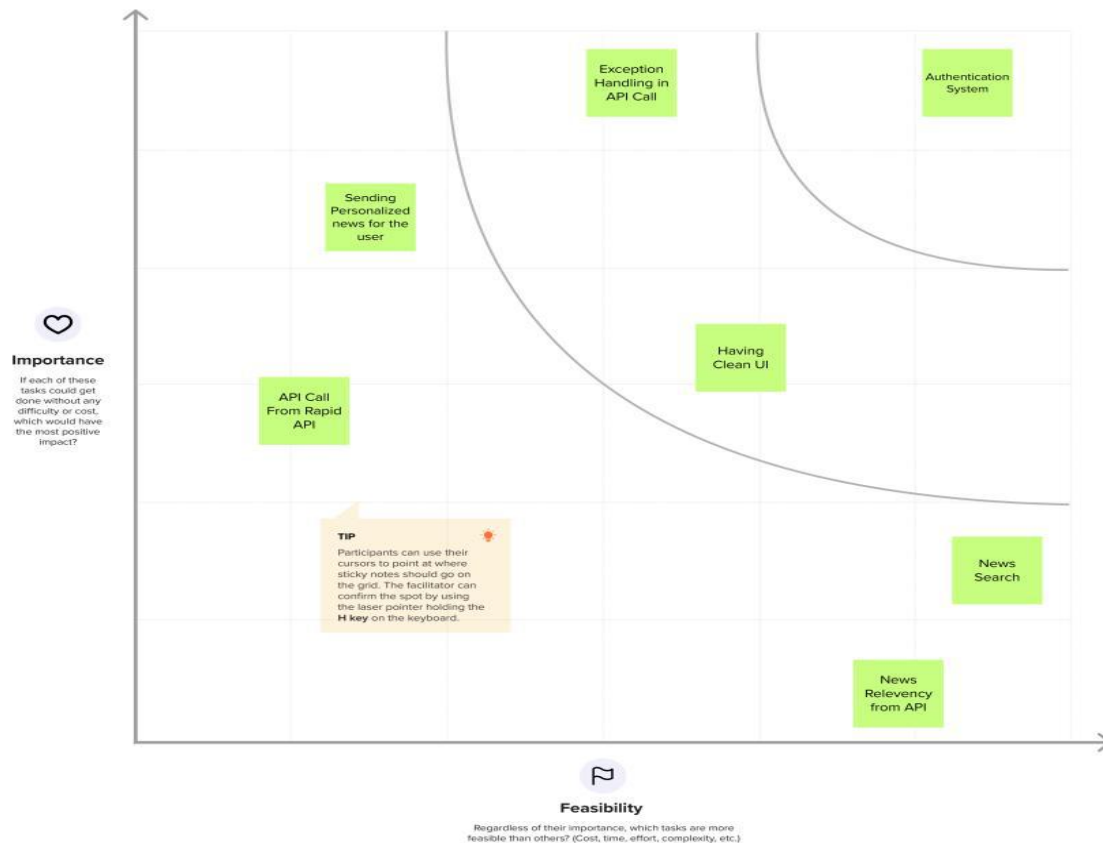 Exception
Handling in
API Call
Authentication
System
Sending
Personalized
news for the
user
Importance
If each of these
tasks could get
done without any
difficulty or cost,
which would have
the most positive
impact?
Having
Clean UI
API Call
From Rapid
API
TIP
Participants can use their
cursors to point at where
sticky notes should go on
the grid. The facilitator can
confirm the spot by using
the laser pointer holding the
H key on the keyboard.
News
Search
News
Relevency
from API
Feasibility
Regardless of their importance, which tasks are more
feasible than others? (Cost, time, effort, complexity, etc.)